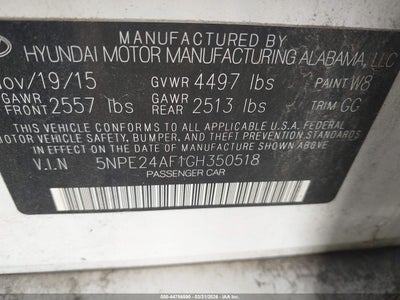 MANUFACTURED BY
HYUNDAI MOTOR MANUFACTURING ALABAMA, LLC
Nov/19/15 GVWR 4497 lbs PAINT W8
GAWR FRONT 2557 lbs GAWR REAR 2513 lbs TRIM GG
THIS VEHICLE CONFORMS TO ALL APPLICABLE U.S.A. FEDERAL
MOTOR VEHICLE SAFETY, BUMPER, AND THEFT PREVENTION STANDARDS
IN EFFECT ON THE DATE OF MANUFACTURE SHOWN ABOVE.
V.I.N 5NPE24AF1GH350518
PASSENGER CAR